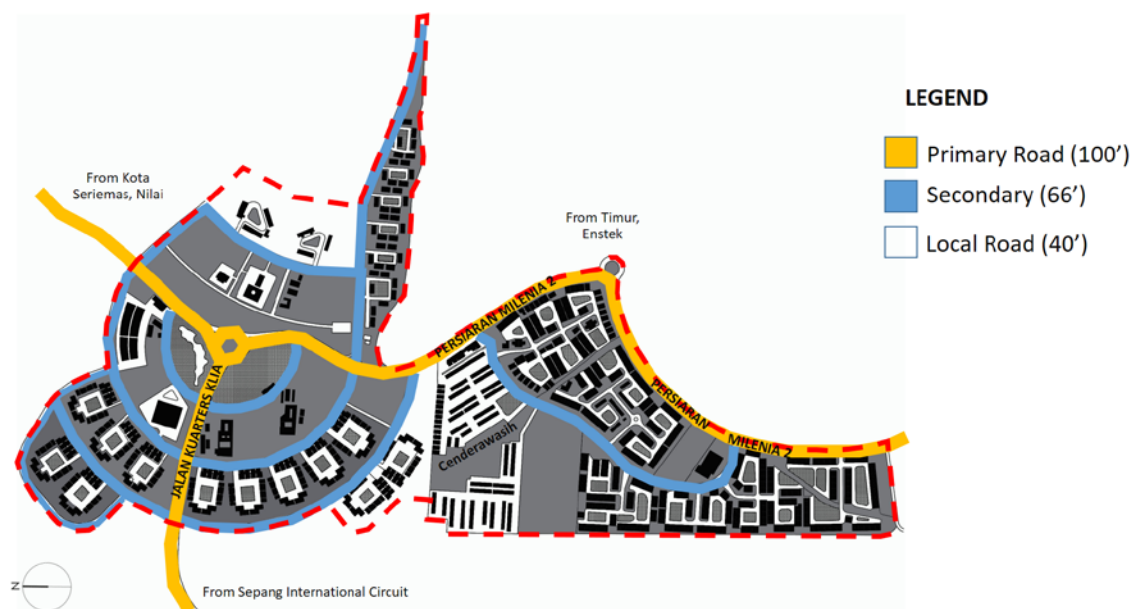 LEGEND
Primary Road (100’)
Secondary (66’)
Local Road (40’)
From Kota
Seriemas, Nilai
From Timur,
Enstek
PERSIARAN MILENIA 2
PERSIARAN MILENIA 2
JALAN KUARTERS KLIA
Cenderawasih
From Sepang International Circuit
N